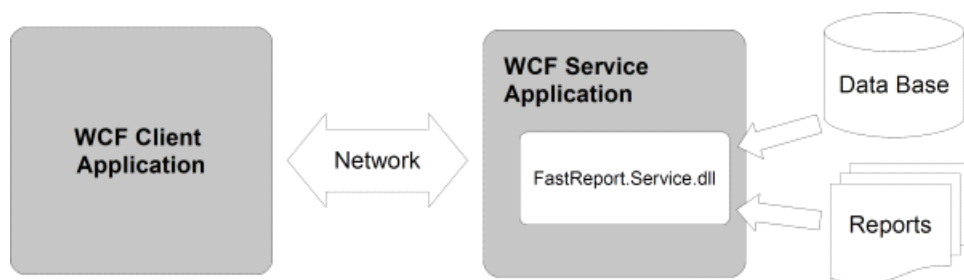 WCF Client
Application
Network
WCF Service
Application
FastReport.Service.dll
Data Base
Reports